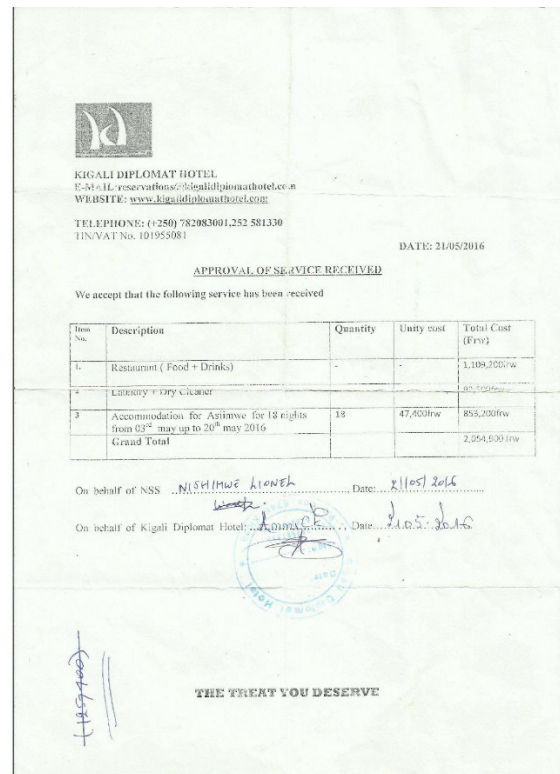 KIGALI DIPLOMAT HOTEL
E-MAIL:reservations@kigalidiplomathotel.com
WEBSITE: www.kigalidiplomathotel.com
TELEPHONE: (+250) 782083001,252 581330
TIN/VAT No. 101955081
DATE: 21/05/2016
APPROVAL OF SERVICE RECEIVED
We accept that the following service has been received
Item No. Description Quantity Unity cost Total Cost (Frw)
1. Restaurant ( Food + Drinks) - - 1,109,200frw
2 Laundry + Dry Cleaner
3 Accommodation for Asiimwe for 18 nights 18 47,400frw 853,200frw
from 03rd may up to 20th may 2016
Grand Total 2,054,900 frw
On behalf of NSS NISHIMWE LIONEL Date: 21/05/2016
On behalf of Kigali Diplomat Hotel: Date 21.05.2016
THE TREAT YOU DESERVE